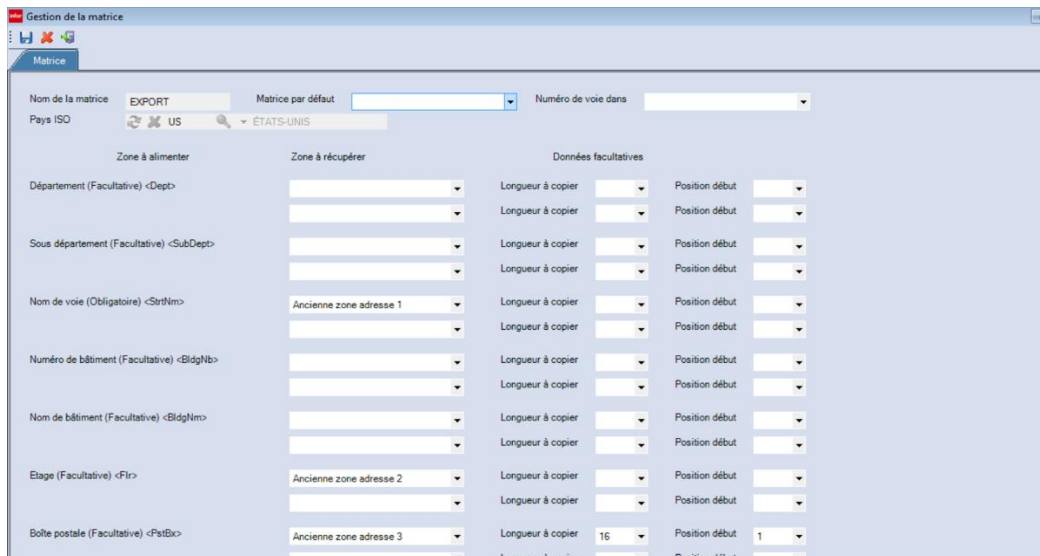 infor Gestion de la matrice
Matrice
Nom de la matrice EXPORT Matrice par défaut Numéro de voie dans
Pays ISO US ÉTATS-UNIS
Zone à alimenter Zone à récupérer Données facultatives
Département (Facultative) <Dept> Longueur à copier Position début
Longueur à copier Position début
Sous département (Facultative) <SubDept> Longueur à copier Position début
Longueur à copier Position début
Nom de voie (Obligatoire) <StrtNm> Ancienne zone adresse 1 Longueur à copier Position début
Longueur à copier Position début
Numéro de bâtiment (Facultative) <BldgNb> Longueur à copier Position début
Longueur à copier Position début
Nom de bâtiment (Facultative) <BldgNm> Longueur à copier Position début
Longueur à copier Position début
Etage (Facultative) <Flr> Ancienne zone adresse 2 Longueur à copier Position début
Longueur à copier Position début
Boîte postale (Facultative) <PstBx> Ancienne zone adresse 3 Longueur à copier 16 Position début 1